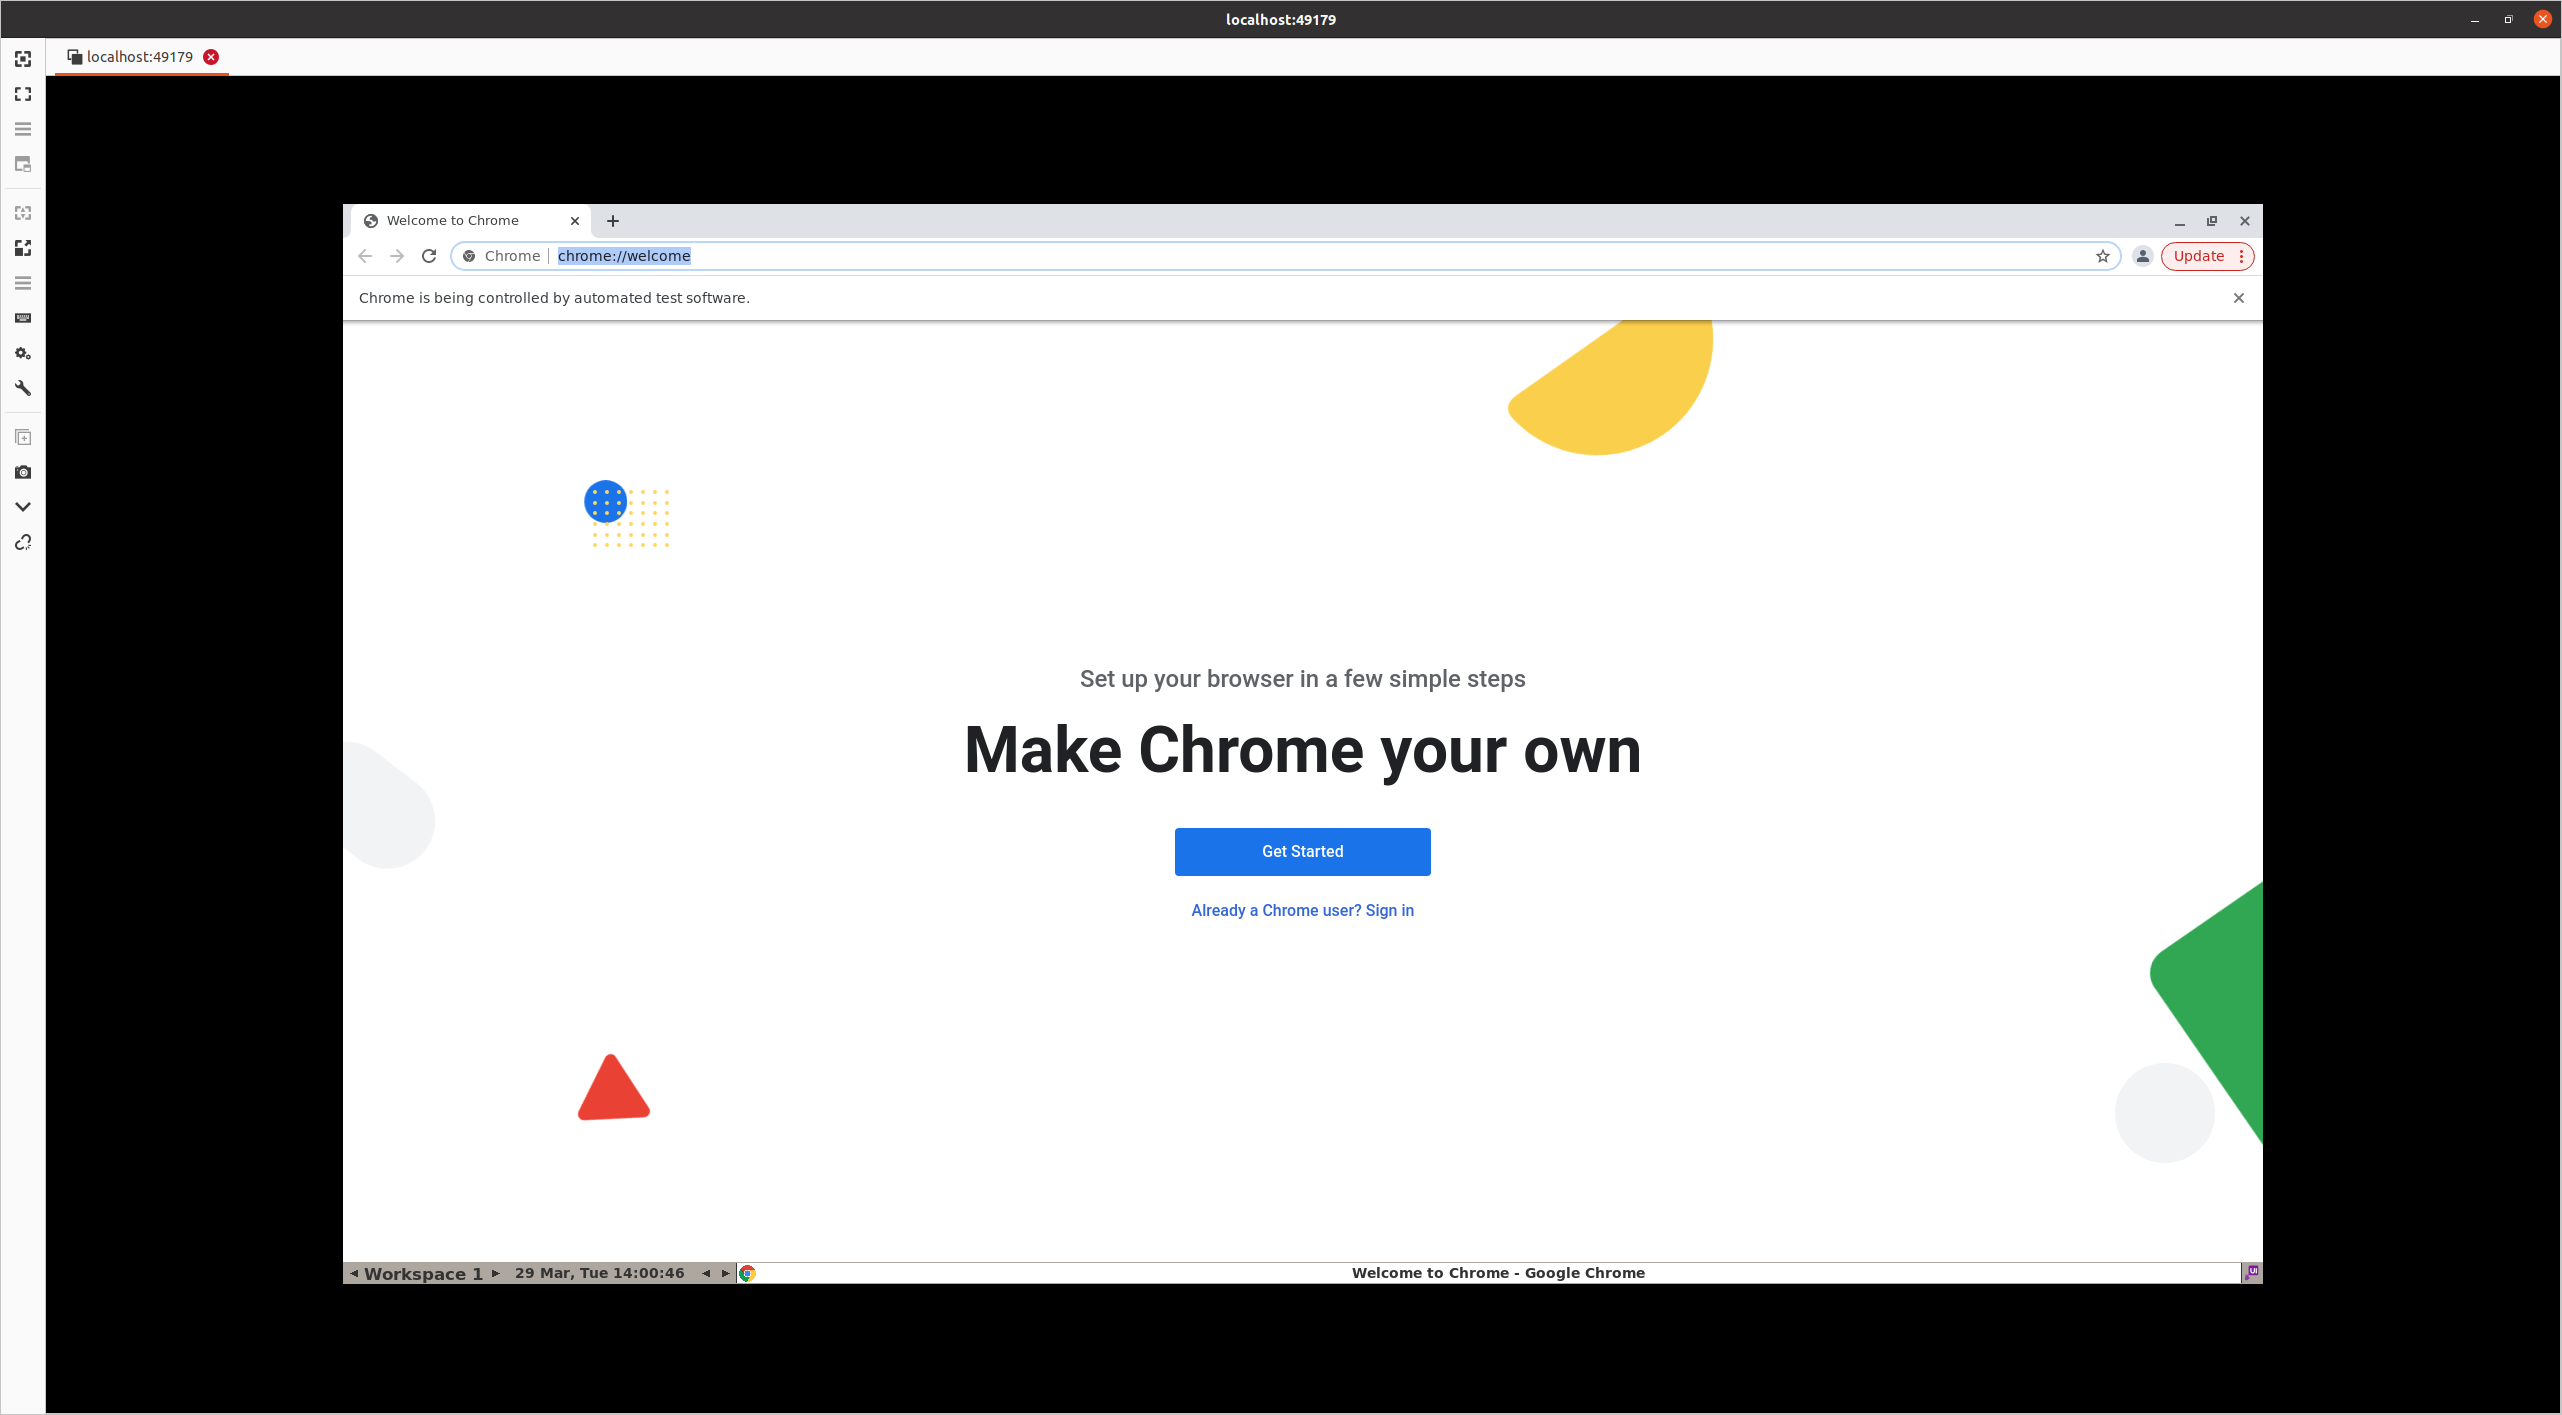 localhost:49179
localhost:49179
Welcome to Chrome
Chrome chrome://welcome Update
Chrome is being controlled by automated test software.
Set up your browser in a few simple steps
Make Chrome your own
Get Started
Already a Chrome user? Sign in
Workspace 1 29 Mar, Tue 14:00:46 Welcome to Chrome - Google Chrome UI